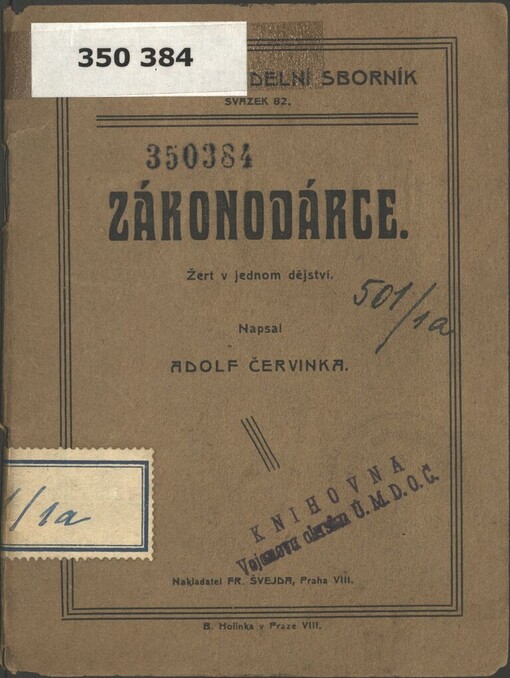 350 384
DELNÍ SBORNÍK
SVAZEK 82.
350384
ZÁKONODÁRCE.
Žert v jednom dějství.
501/1a
Napsal
ADOLF ČERVINKA.
KNIHOVNA
Ú.M.D.O.Č.
/1a
Nakladatel FR. ŠVEJDA, Praha VIII.
B. Holinka v Praze VIII.